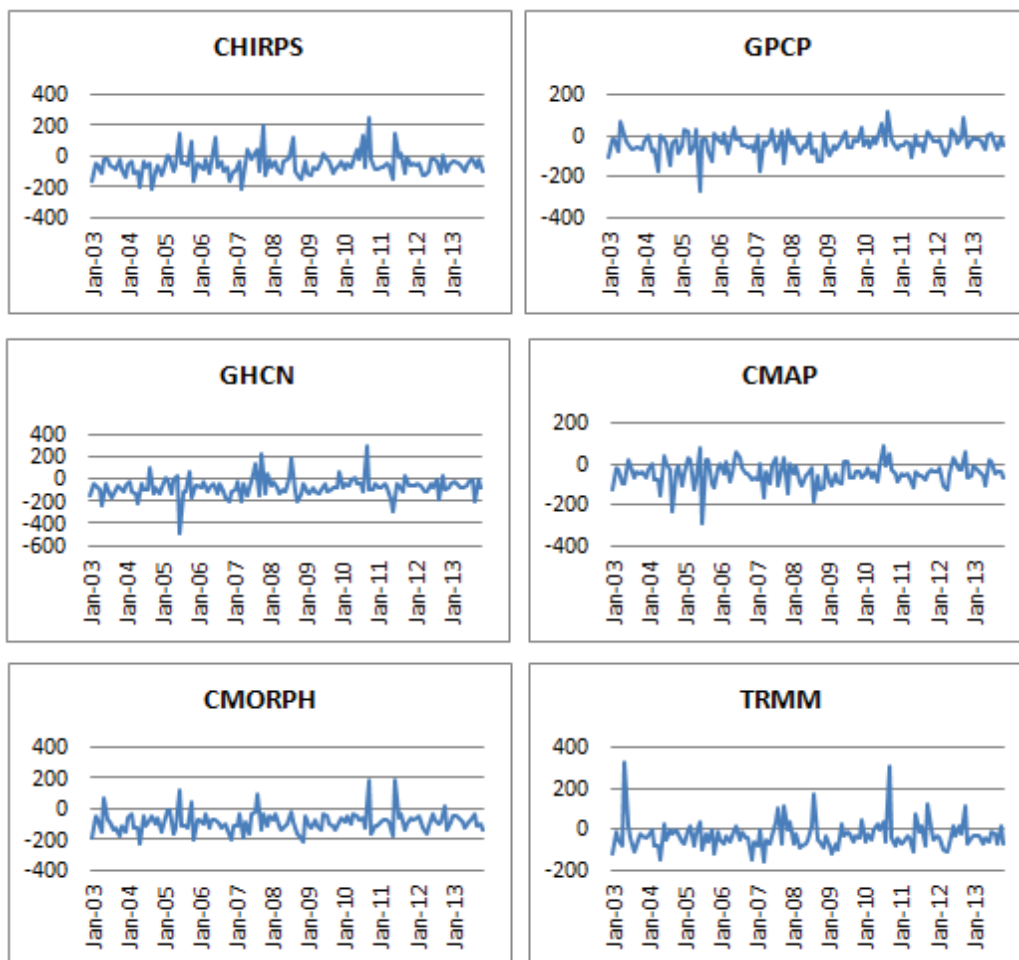 CHIRPS
400
200
0
-200
-400
Jan-03
Jan-04
Jan-05
Jan-06
Jan-07
Jan-08
Jan-09
Jan-10
Jan-11
Jan-12
Jan-13
GPCP
200
0
-200
-400
Jan-03
Jan-04
Jan-05
Jan-06
Jan-07
Jan-08
Jan-09
Jan-10
Jan-11
Jan-12
Jan-13
GHCN
400
200
0
-200
-400
-600
Jan-03
Jan-04
Jan-05
Jan-06
Jan-07
Jan-08
Jan-09
Jan-10
Jan-11
Jan-12
Jan-13
CMAP
200
0
-200
-400
Jan-03
Jan-04
Jan-05
Jan-06
Jan-07
Jan-08
Jan-09
Jan-10
Jan-11
Jan-12
Jan-13
CMORPH
400
200
0
-200
-400
Jan-03
Jan-04
Jan-05
Jan-06
Jan-07
Jan-08
Jan-09
Jan-10
Jan-11
Jan-12
Jan-13
TRMM
400
200
0
-200
Jan-03
Jan-04
Jan-05
Jan-06
Jan-07
Jan-08
Jan-09
Jan-10
Jan-11
Jan-12
Jan-13